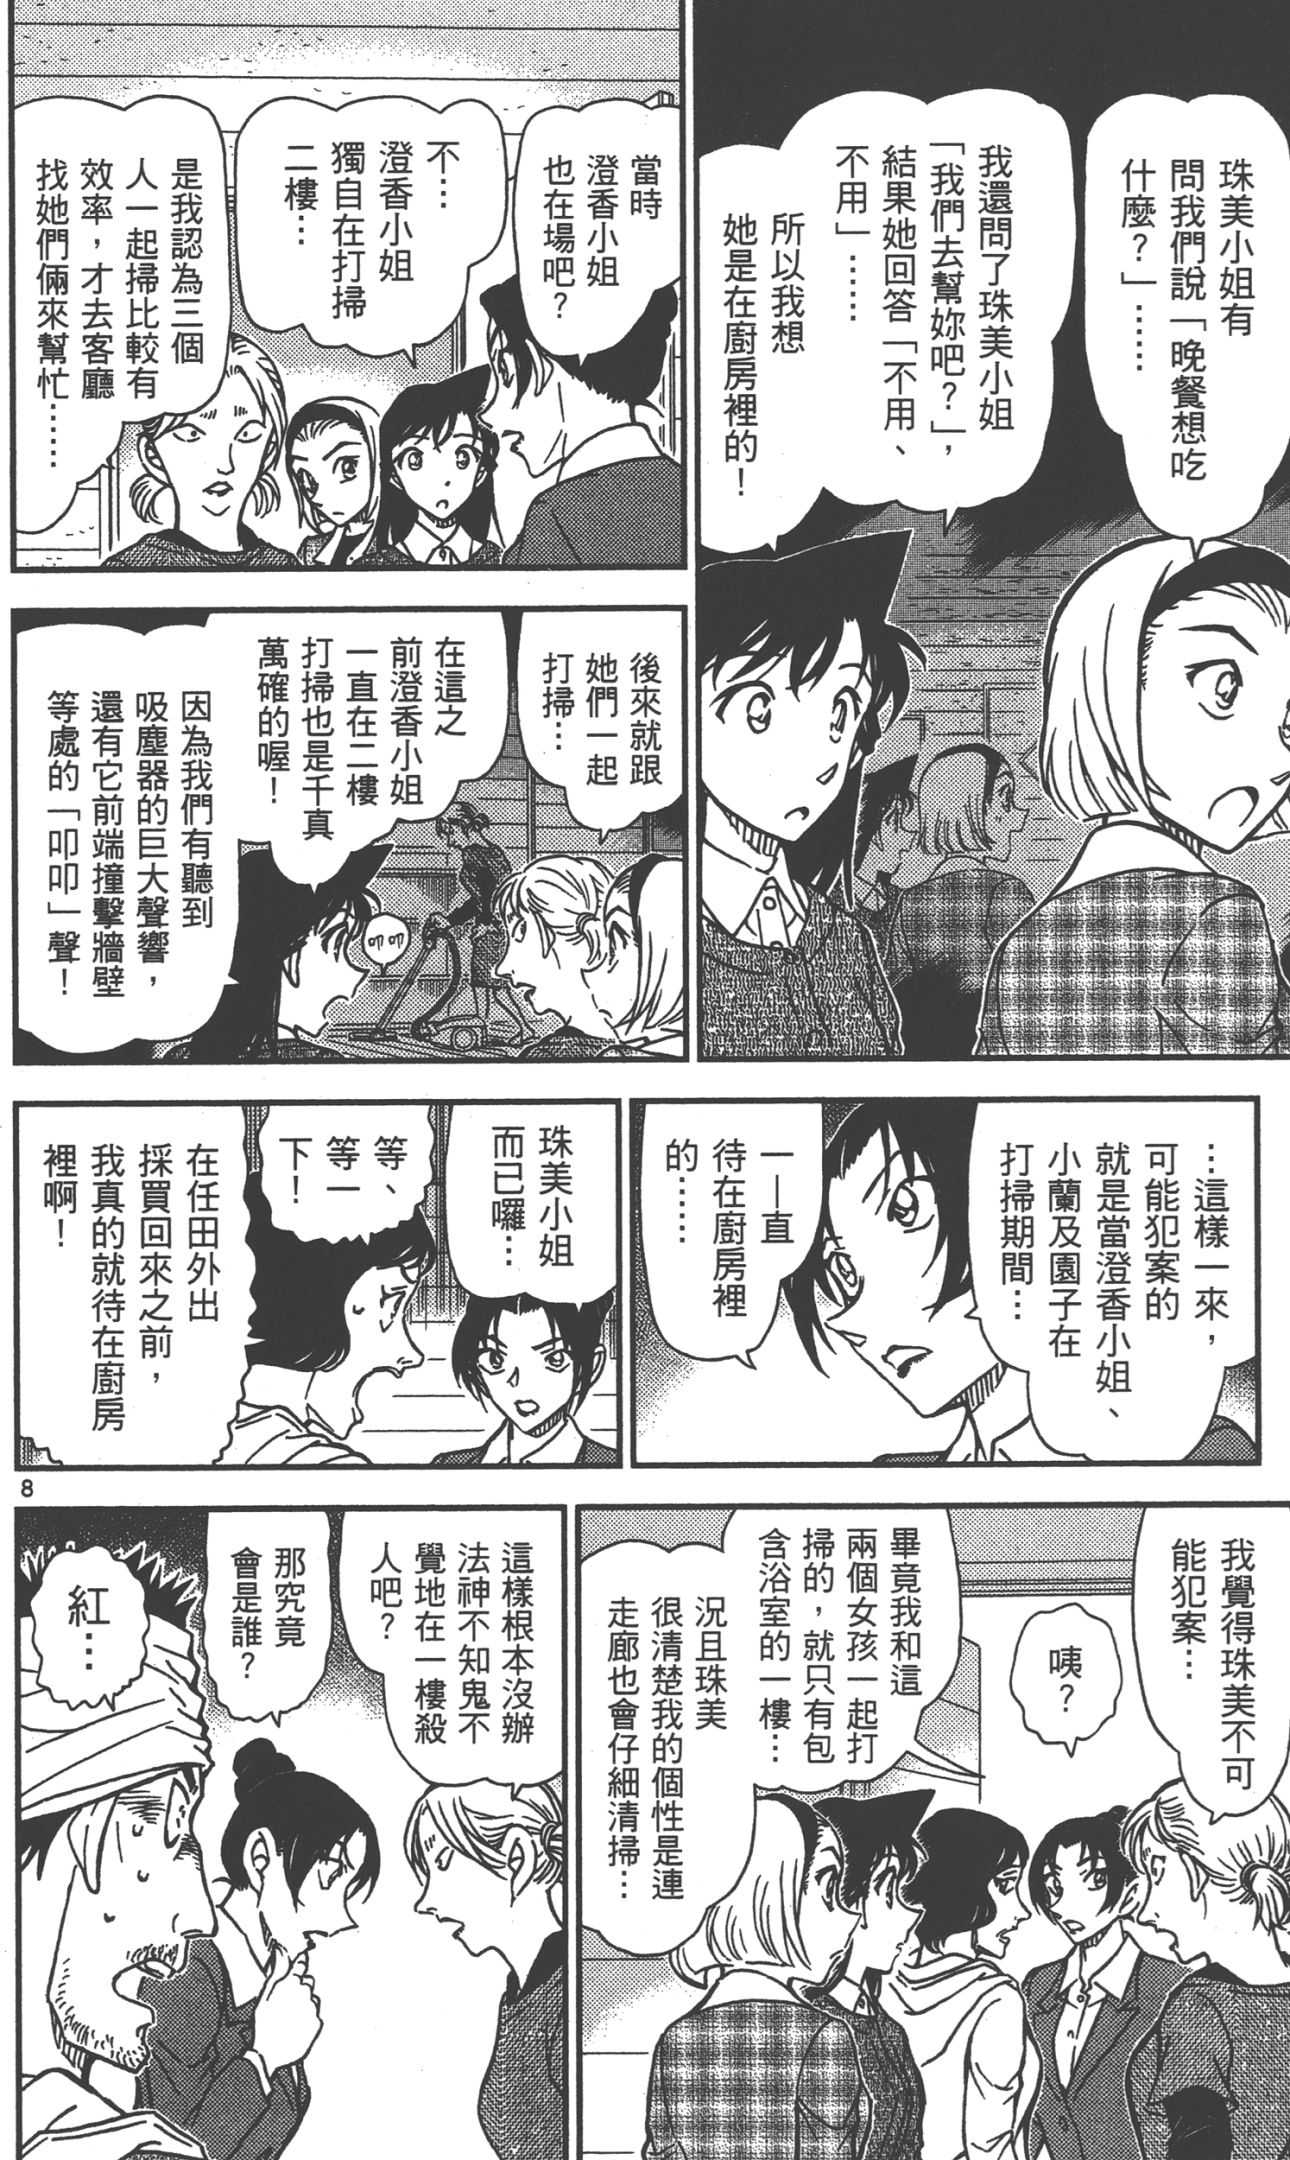 珠美小姐有
問我們說「晚餐想吃
什麼？」……
我還問了珠美小姐
「我們去幫妳吧？」，
結果她回答「不用、
不用」……
所以我想
她是在廚房裡的！
當時
澄香小姐
也在場吧？
不…
澄香小姐
獨自在打掃
二樓…
是我認為三個
人一起掃比較有
效率，才去客廳
找她們倆來幫忙……
後來就跟
她們一起
打掃…
在這之
前澄香小姐
一直在二樓
打掃也是千真
萬確的喔！
叩叩
因為我們有聽到
吸塵器的巨大聲響，
還有它前端撞擊牆壁
等處的「叩叩」聲！
…這樣一來，
可能犯案的
就是當澄香小姐、
小蘭及園子在
打掃期間…
一—直
待在廚房裡
的……
珠美小姐
而已囉…
等、
等一
下！
在任田外出
採買回來之前，
我真的就待在廚房
裡啊！
8
我覺得珠美不可
能犯案…
咦？
畢竟我和這
兩個女孩一起打
掃的，就只有包
含浴室的一樓…
況且珠美
很清楚我的個性是連
走廊也會仔細清掃…
這樣根本沒辦
法神不知鬼不
覺地在一樓殺
人吧？
那究竟
會是誰？
紅…